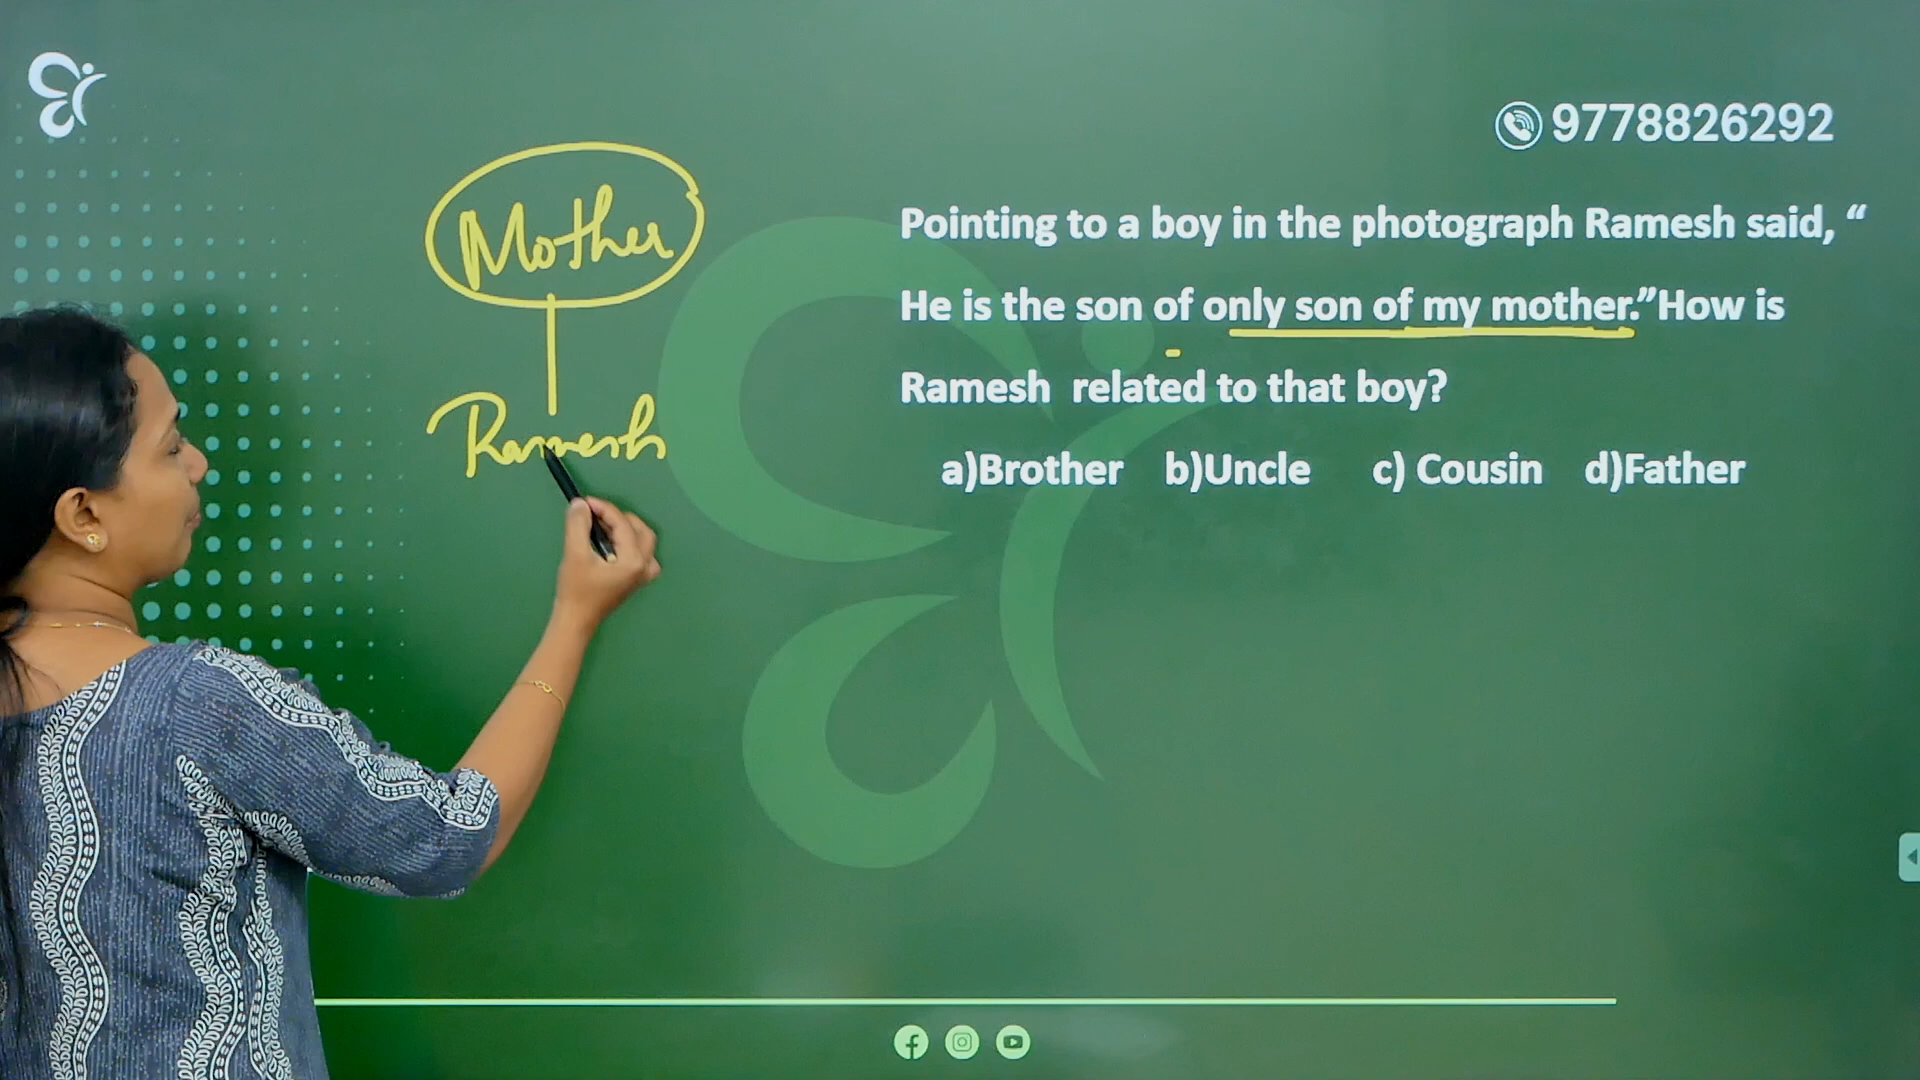 9778826292
Mother
Ramesh
Pointing to a boy in the photograph Ramesh said, “
He is the son of only son of my mother.”How is
Ramesh  related to that boy?
a)Brother b)Uncle c) Cousin d)Father